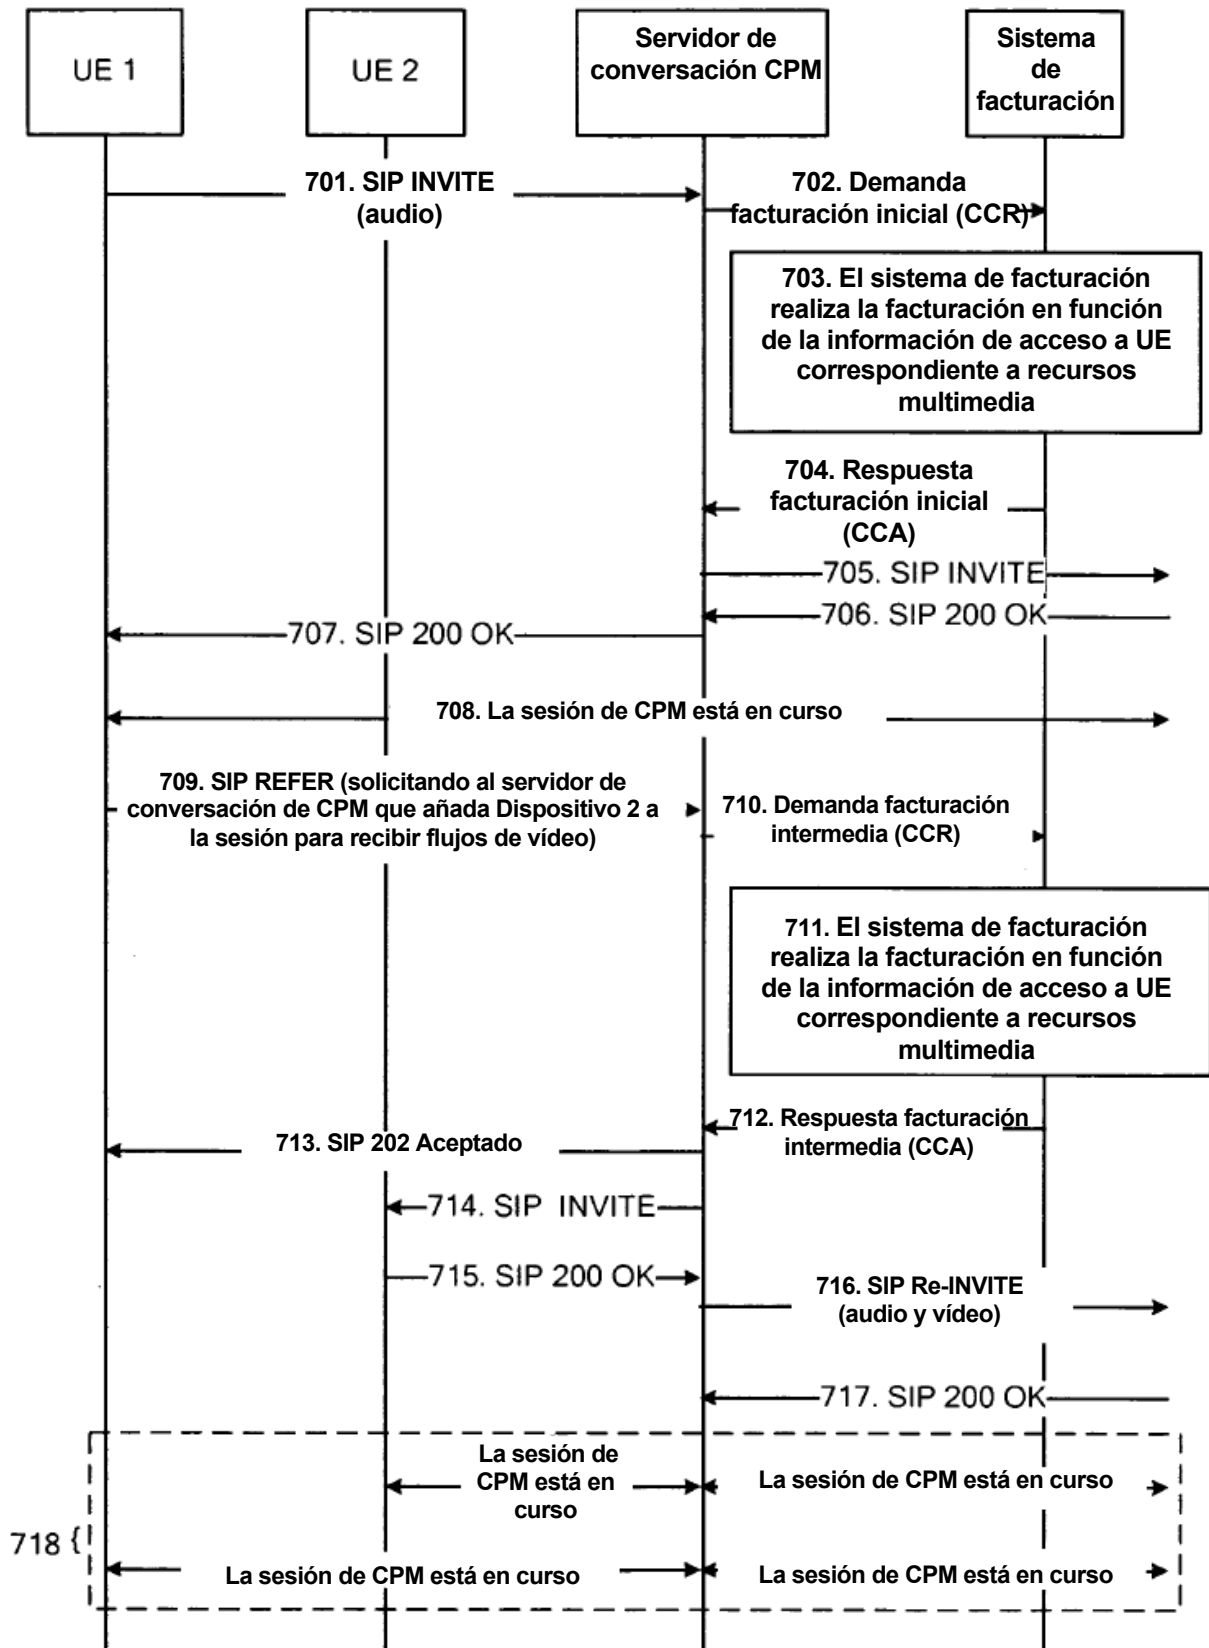 UE 1
UE 2
Servidor de
conversación CPM
Sistema
de
facturación
701. SIP INVITE
(audio)
702. Demanda
facturación inicial (CCR)
703. El sistema de facturación
realiza la facturación en función
de la información de acceso a UE
correspondiente a recursos
multimedia
704. Respuesta
facturación inicial
(CCA)
705. SIP INVITE
706. SIP 200 OK
707. SIP 200 OK
708. La sesión de CPM está en curso
709. SIP REFER (solicitando al servidor de
conversación de CPM que añada Dispositivo 2 a
la sesión para recibir flujos de vídeo)
710. Demanda facturación
intermedia (CCR)
711. El sistema de facturación
realiza la facturación en función
de la información de acceso a UE
correspondiente a recursos
multimedia
712. Respuesta facturación
intermedia (CCA)
713. SIP 202 Aceptado
714. SIP INVITE
715. SIP 200 OK
716. SIP Re-INVITE
(audio y vídeo)
717. SIP 200 OK
La sesión de
CPM está en
curso
La sesión de CPM está en curso
718 {
La sesión de CPM está en curso
La sesión de CPM está en curso